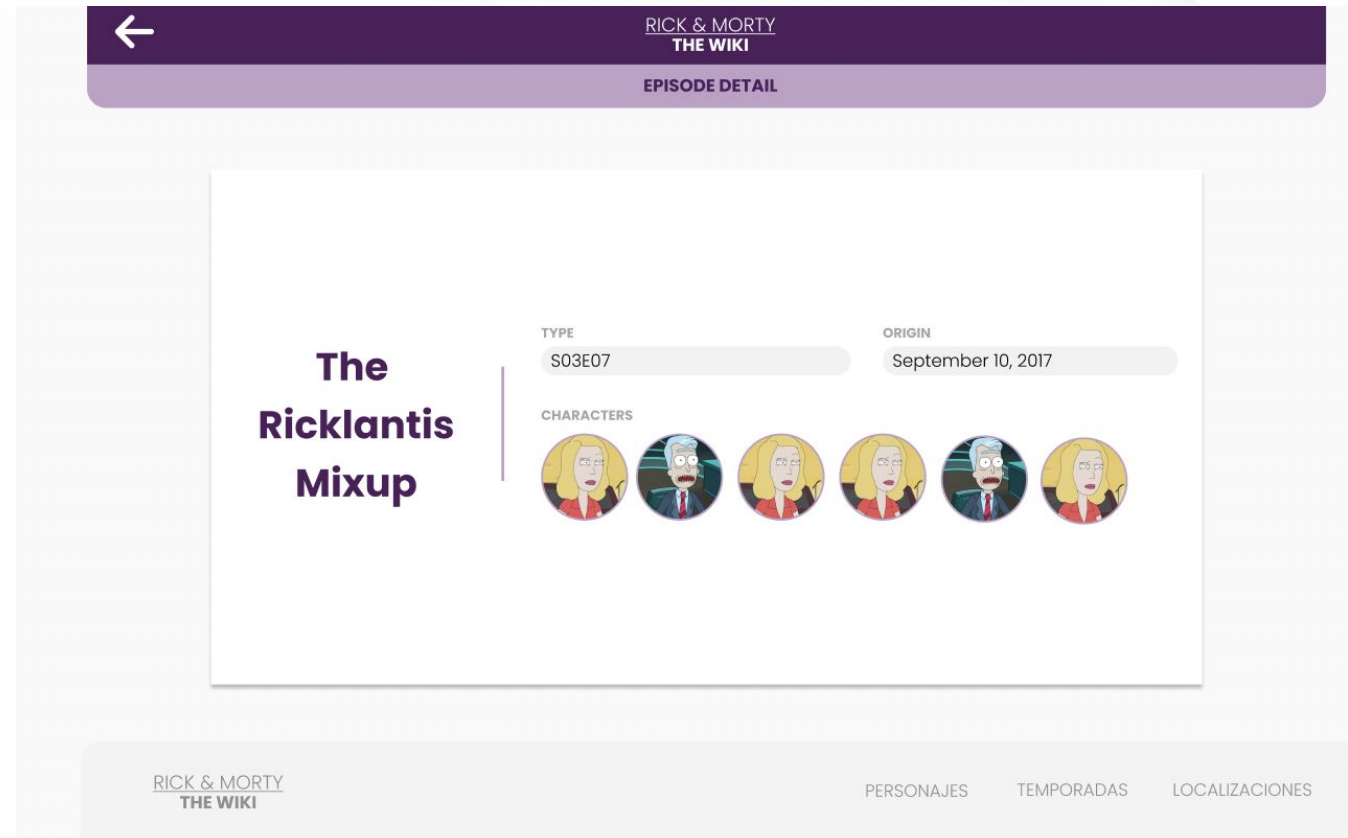 RICK & MORTY
THE WIKI
EPISODE DETAIL
The
Ricklantis
Mixup
TYPE
S03E07
ORIGIN
September 10, 2017
CHARACTERS
RICK & MORTY
THE WIKI
PERSONAJES
TEMPORADAS
LOCALIZACIONES